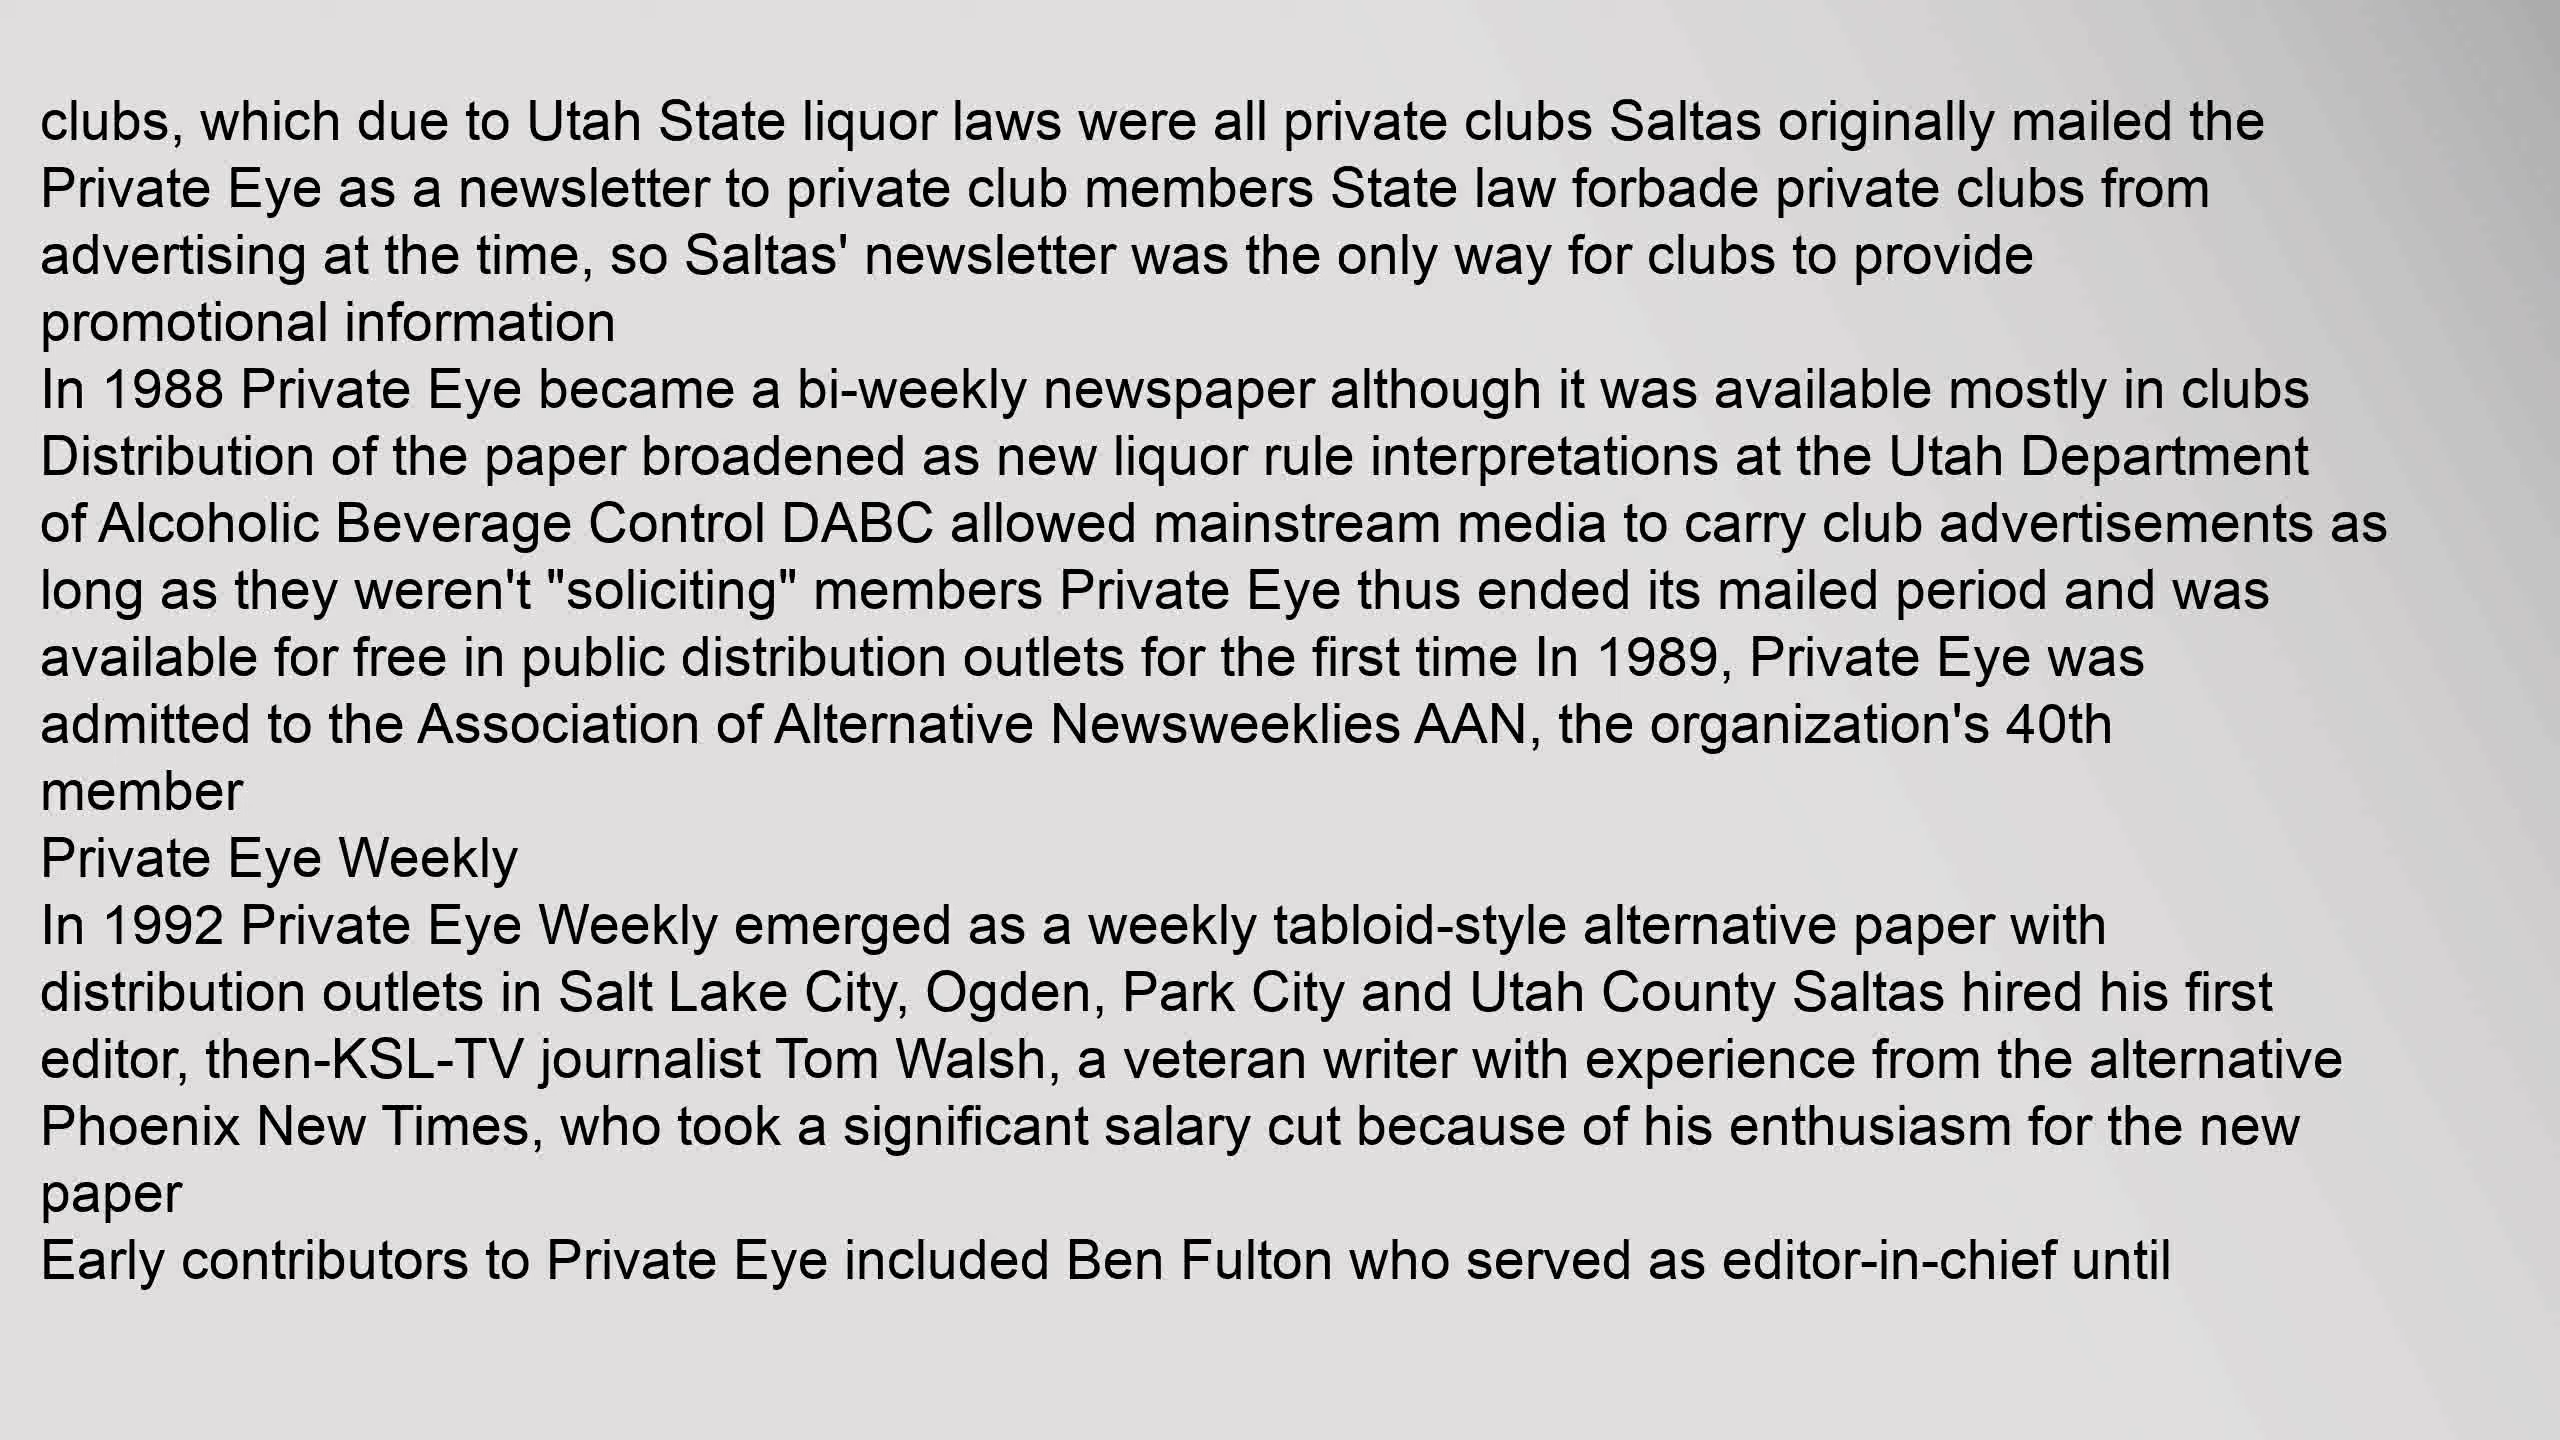 clubs, which due to Utah State liquor laws were all private clubs Saltas originally mailed the
Private Eye as a newsletter to private club members State law forbade private clubs from
advertising at the time, so Saltas' newsletter was the only way for clubs to provide
promotional information
In 1988 Private Eye became a bi-weekly newspaper although it was available mostly in clubs
Distribution of the paper broadened as new liquor rule interpretations at the Utah Department
of Alcoholic Beverage Control DABC allowed mainstream media to carry club advertisements as
long as they weren't "soliciting" members Private Eye thus ended its mailed period and was
available for free in public distribution outlets for the first time In 1989, Private Eye was
admitted to the Association of Alternative Newsweeklies AAN, the organization's 40th
member
Private Eye Weekly
In 1992 Private Eye Weekly emerged as a weekly tabloid-style alternative paper with
distribution outlets in Salt Lake City, Ogden, Park City and Utah County Saltas hired his first
editor, then-KSL-TV journalist Tom Walsh, a veteran writer with experience from the alternative
Phoenix New Times, who took a significant salary cut because of his enthusiasm for the new
paper
Early contributors to Private Eye included Ben Fulton who served as editor-in-chief until